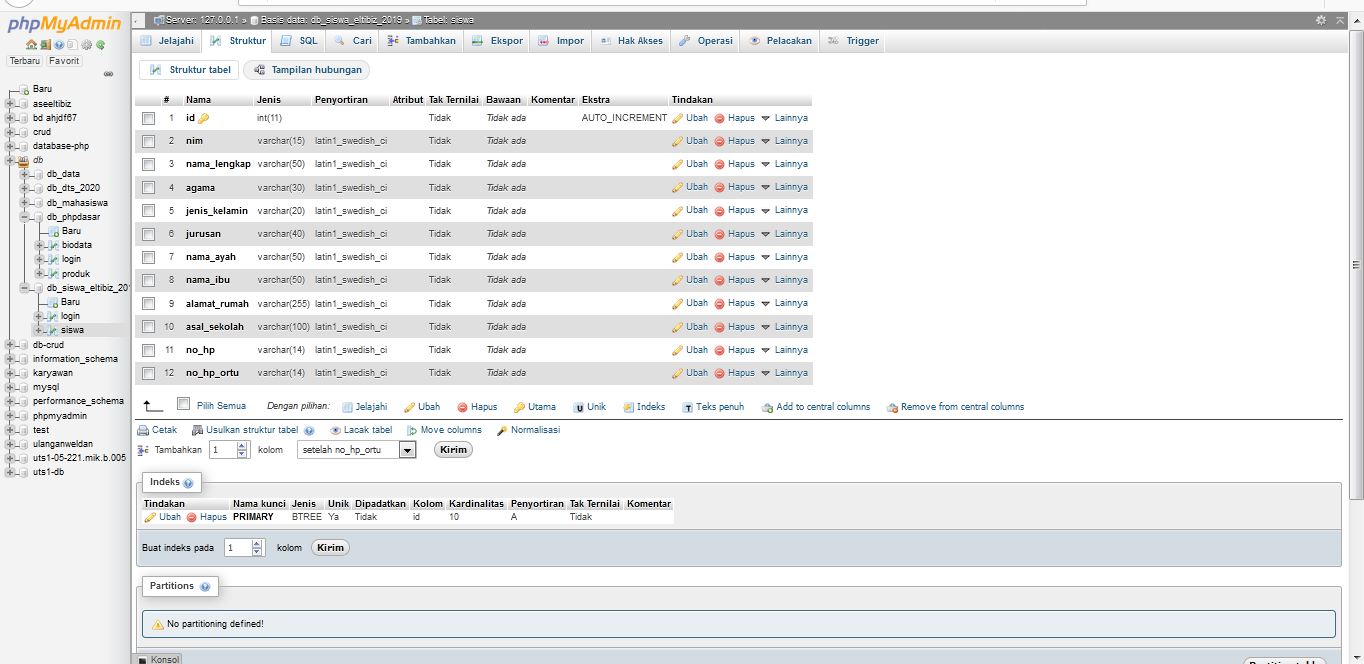 phpMyAdmin
Terbaru Favorit
Baru
aseeltibiz
bd ahjdf67
crud
database-php
db
db_data
db_dts_2020
db_mahasiswa
db_phpdasar
Baru
biodata
login
produk
db_siswa_eltibiz_201
Baru
login
siswa
db-crud
information_schema
karyawan
mysql
performance_schema
phpmyadmin
test
ulanganweldan
uts1-05-221.mik.b.005
uts1-db
Server: 127.0.0.1 » Basis data: db_siswa_eltibiz_2019 » Tabel: siswa
Jelajahi Struktur SQL Cari Tambahkan Ekspor Impor Hak Akses Operasi Pelacakan Trigger
Struktur tabel Tampilan hubungan
# Nama Jenis Penyortiran Atribut Tak Ternilai Bawaan Komentar Ekstra Tindakan
1 id int(11) Tidak Tidak ada AUTO_INCREMENT Ubah Hapus Lainnya
2 nim varchar(15) latin1_swedish_ci Tidak Tidak ada Ubah Hapus Lainnya
3 nama_lengkap varchar(50) latin1_swedish_ci Tidak Tidak ada Ubah Hapus Lainnya
4 agama varchar(30) latin1_swedish_ci Tidak Tidak ada Ubah Hapus Lainnya
5 jenis_kelamin varchar(20) latin1_swedish_ci Tidak Tidak ada Ubah Hapus Lainnya
6 jurusan varchar(40) latin1_swedish_ci Tidak Tidak ada Ubah Hapus Lainnya
7 nama_ayah varchar(50) latin1_swedish_ci Tidak Tidak ada Ubah Hapus Lainnya
8 nama_ibu varchar(50) latin1_swedish_ci Tidak Tidak ada Ubah Hapus Lainnya
9 alamat_rumah varchar(255) latin1_swedish_ci Tidak Tidak ada Ubah Hapus Lainnya
10 asal_sekolah varchar(100) latin1_swedish_ci Tidak Tidak ada Ubah Hapus Lainnya
11 no_hp varchar(14) latin1_swedish_ci Tidak Tidak ada Ubah Hapus Lainnya
12 no_hp_ortu varchar(14) latin1_swedish_ci Tidak Tidak ada Ubah Hapus Lainnya
Pilih Semua Dengan pilihan: Jelajahi Ubah Hapus Utama Unik Indeks Teks penuh Add to central columns Remove from central columns
Cetak Usulkan struktur tabel Lacak tabel Move columns Normalisasi
Tambahkan 1 kolom setelah no_hp_ortu Kirim
Indeks
Tindakan Nama kunci Jenis Unik Dipadatkan Kolom Kardinalitas Penyortiran Tak Ternilai Komentar
Ubah Hapus PRIMARY BTREE Ya Tidak id 10 A Tidak
Buat indeks pada 1 kolom Kirim
Partitions
No partitioning defined!
Konsol